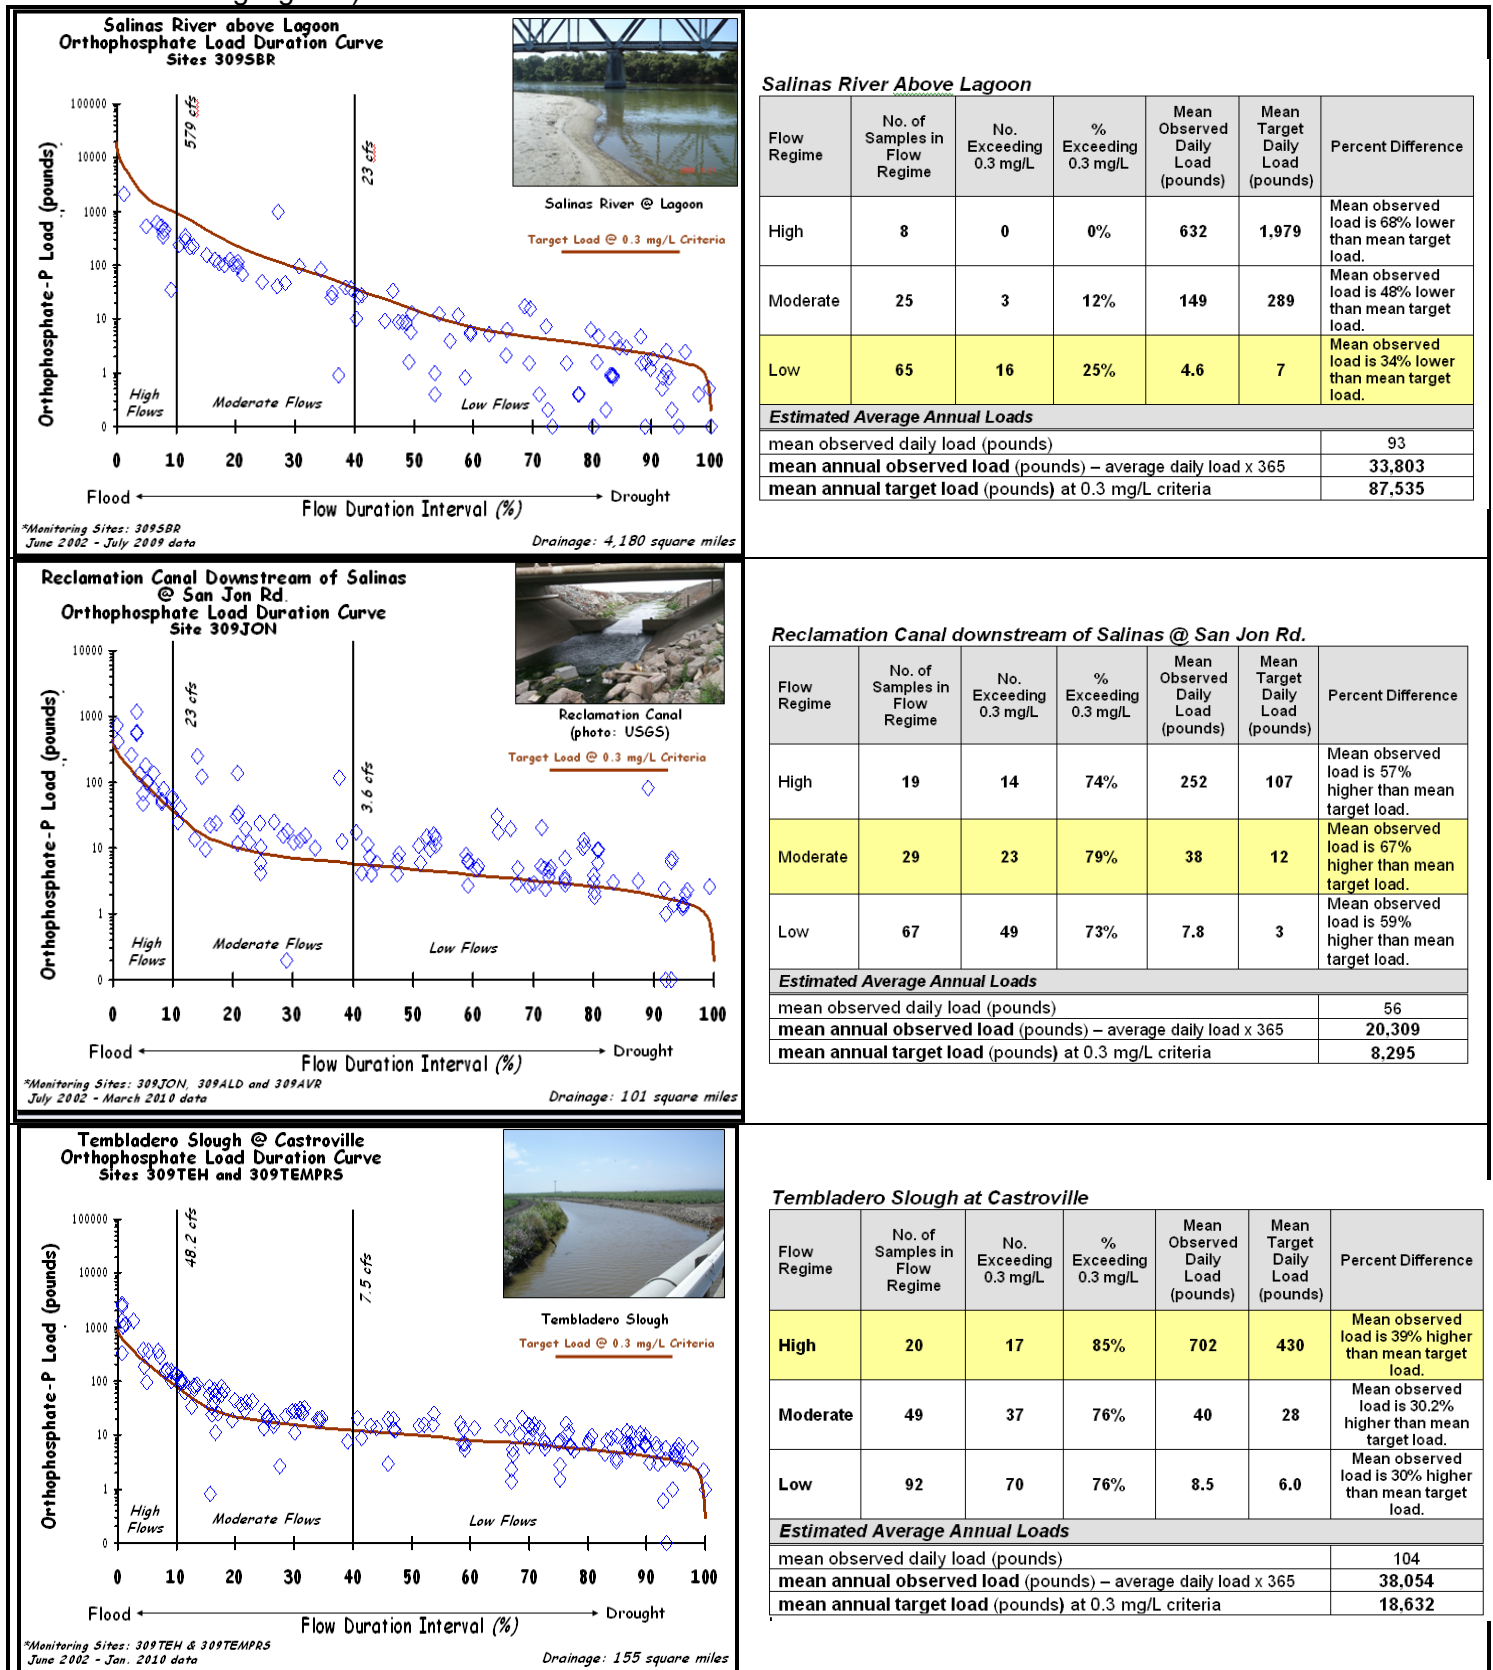 Salinas River above Lagoon
Orthophosphate Load Duration Curve
Sites 309SBR
579 cfs
23 cfs
Orthophosphate-P Load (pounds)
100000
10000
1000
100
10
1
0
High Flows
Moderate Flows
Low Flows
Salinas River @ Lagoon
Target Load @ 0.3 mg/L Criteria
0 10 20 30 40 50 60 70 80 90 100
Flood
Drought
Flow Duration Interval (%)
*Monitoring Sites: 309SBR
June 2002 - July 2009 data
Drainage: 4,180 square miles
Salinas River Above Lagoon
Flow Regime
No. of Samples in Flow Regime
No. Exceeding 0.3 mg/L
% Exceeding 0.3 mg/L
Mean Observed Daily Load (pounds)
Mean Target Daily Load (pounds)
Percent Difference
High 8 0 0% 632 1,979 Mean observed load is 68% lower than mean target load.
Moderate 25 3 12% 149 289 Mean observed load is 48% lower than mean target load.
Low 65 16 25% 4.6 7 Mean observed load is 34% lower than mean target load.
Estimated Average Annual Loads
mean observed daily load (pounds) 93
mean annual observed load (pounds) – average daily load x 365 33,803
mean annual target load (pounds) at 0.3 mg/L criteria 87,535
Reclamation Canal Downstream of Salinas
@ San Jon Rd.
Orthophosphate Load Duration Curve
Site 309JON
23 cfs
3.6 cfs
Orthophosphate-P Load (pounds)
10000
1000
100
10
1
0
High Flows
Moderate Flows
Low Flows
Reclamation Canal
(photo: USGS)
Target Load @ 0.3 mg/L Criteria
0 10 20 30 40 50 60 70 80 90 100
Flood
Drought
Flow Duration Interval (%)
*Monitoring Sites: 309JON, 309ALD and 309AVR
July 2002 - March 2010 data
Drainage: 101 square miles
Reclamation Canal downstream of Salinas @ San Jon Rd.
Flow Regime
No. of Samples in Flow Regime
No. Exceeding 0.3 mg/L
% Exceeding 0.3 mg/L
Mean Observed Daily Load (pounds)
Mean Target Daily Load (pounds)
Percent Difference
High 19 14 74% 252 107 Mean observed load is 57% higher than mean target load.
Moderate 29 23 79% 38 12 Mean observed load is 67% higher than mean target load.
Low 67 49 73% 7.8 3 Mean observed load is 59% higher than mean target load.
Estimated Average Annual Loads
mean observed daily load (pounds) 56
mean annual observed load (pounds) – average daily load x 365 20,309
mean annual target load (pounds) at 0.3 mg/L criteria 8,295
Tembladero Slough @ Castroville
Orthophosphate Load Duration Curve
Sites 309TEH and 309TEMPRS
48.2 cfs
7.5 cfs
Orthophosphate-P Load (pounds)
100000
10000
1000
100
10
1
0
High Flows
Moderate Flows
Low Flows
Tembladero Slough
Target Load @ 0.3 mg/L Criteria
0 10 20 30 40 50 60 70 80 90 100
Flood
Drought
Flow Duration Interval (%)
*Monitoring Sites: 309TEH & 309TEMPRS
June 2002 - Jan. 2010 data
Drainage: 155 square miles
Tembladero Slough at Castroville
Flow Regime
No. of Samples in Flow Regime
No. Exceeding 0.3 mg/L
% Exceeding 0.3 mg/L
Mean Observed Daily Load (pounds)
Mean Target Daily Load (pounds)
Percent Difference
High 20 17 85% 702 430 Mean observed load is 39% higher than mean target load.
Moderate 49 37 76% 40 28 Mean observed load is 30.2% higher than mean target load.
Low 92 70 76% 8.5 6.0 Mean observed load is 30% higher than mean target load.
Estimated Average Annual Loads
mean observed daily load (pounds) 104
mean annual observed load (pounds) – average daily load x 365 38,054
mean annual target load (pounds) at 0.3 mg/L criteria 18,632